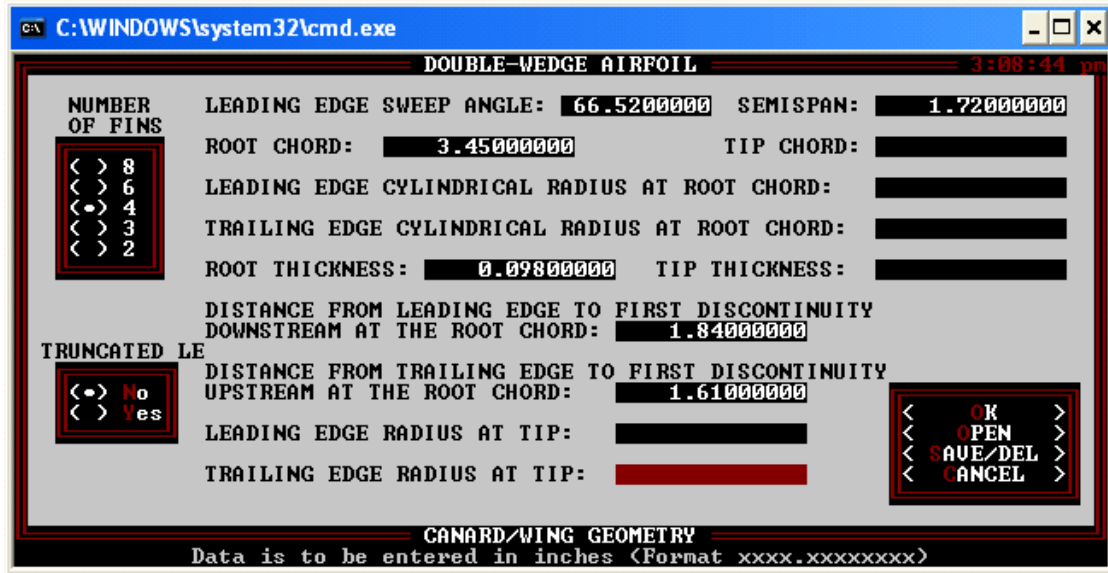 C:\WINDOWS\system32\cmd.exe
DOUBLE-WEDGE AIRFOIL 3:08:44 pm
NUMBER OF FINS
( ) 8
( ) 6
(•) 4
( ) 3
( ) 2
LEADING EDGE SWEEP ANGLE: 66.5200000 SEMISPAN: 1.72000000
ROOT CHORD: 3.45000000 TIP CHORD:
LEADING EDGE CYLINDRICAL RADIUS AT ROOT CHORD:
TRAILING EDGE CYLINDRICAL RADIUS AT ROOT CHORD:
ROOT THICKNESS: 0.09800000 TIP THICKNESS:
DISTANCE FROM LEADING EDGE TO FIRST DISCONTINUITY
DOWNSTREAM AT THE ROOT CHORD: 1.84000000
TRUNCATED LE
(•) No
( ) Yes
DISTANCE FROM TRAILING EDGE TO FIRST DISCONTINUITY
UPSTREAM AT THE ROOT CHORD: 1.61000000
LEADING EDGE RADIUS AT TIP:
TRAILING EDGE RADIUS AT TIP:
< OK >
< OPEN >
< SAVE/DEL >
< CANCEL >
CANARD/WING GEOMETRY
Data is to be entered in inches (Format xxxx.xxxxxxxx)